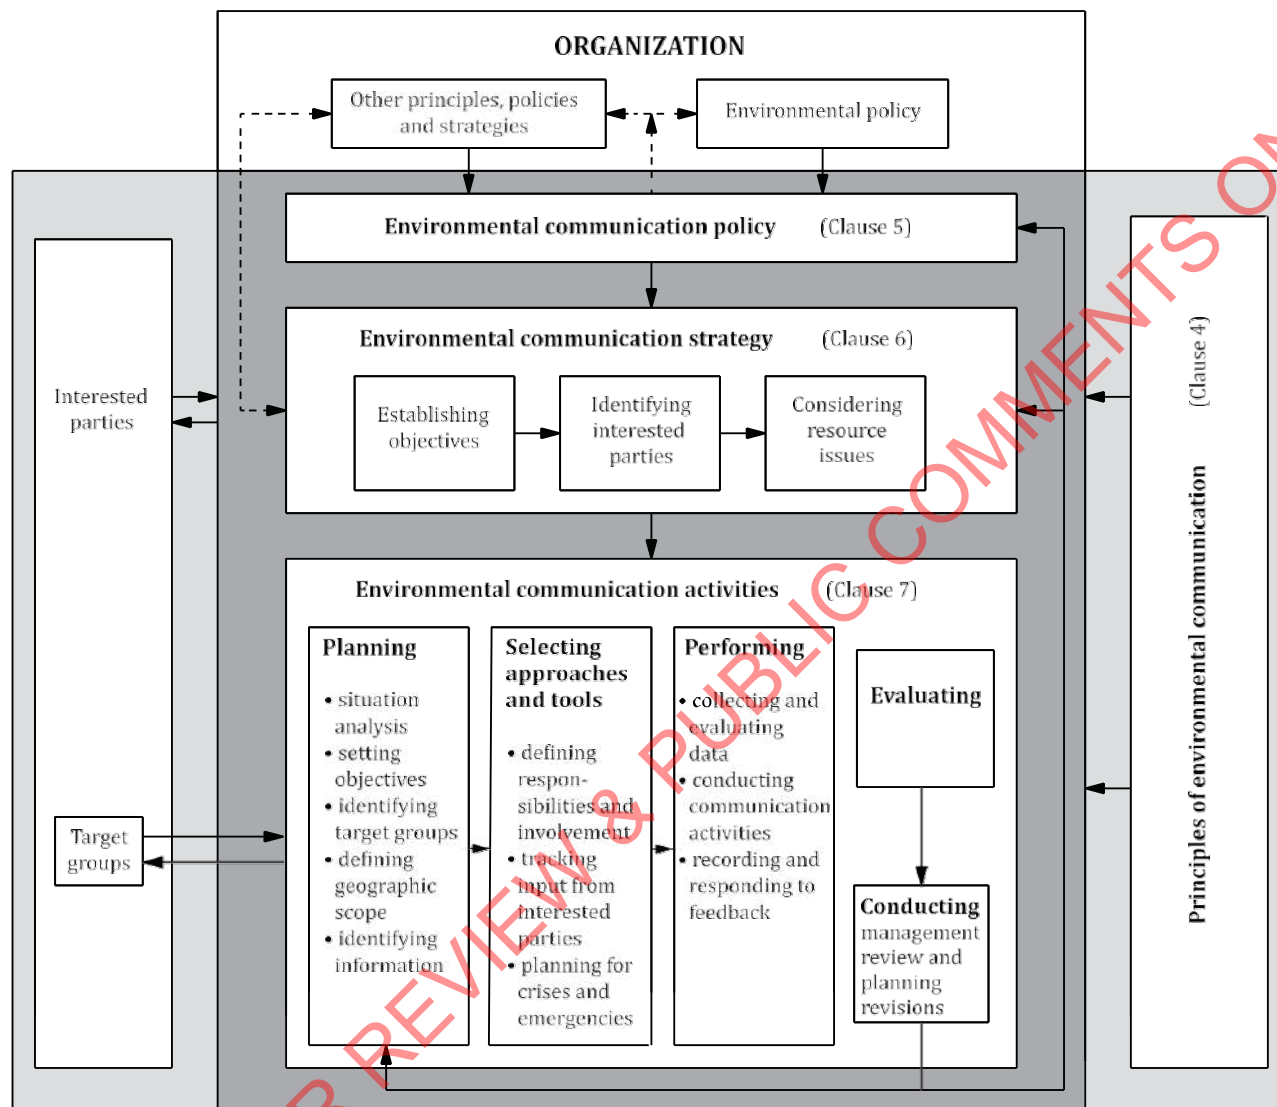 ORGANIZATION
Other principles, policies
and strategies
Environmental policy
Environmental communication policy (Clause 5)
Interested
parties
Environmental communication strategy (Clause 6)
Establishing
objectives
Identifying
interested
parties
Considering
resource
issues
Environmental communication activities (Clause 7)
Planning
• situation
analysis
• setting
objectives
• identifying
target groups
• defining
geographic
scope
• identifying
information
Selecting
approaches
and tools
• defining
respon-
sibilities and
involvement
• tracking
input from
interested
parties
• planning for
crises and
emergencies
Performing
• collecting and
evaluating
data
• conducting
communication
activities
• recording and
responding to
feedback
Evaluating
Conducting
management
review and
planning
revisions
Target
groups
Principles of environmental communication (Clause 4)
REVIEW & PUBLIC COMMENTS